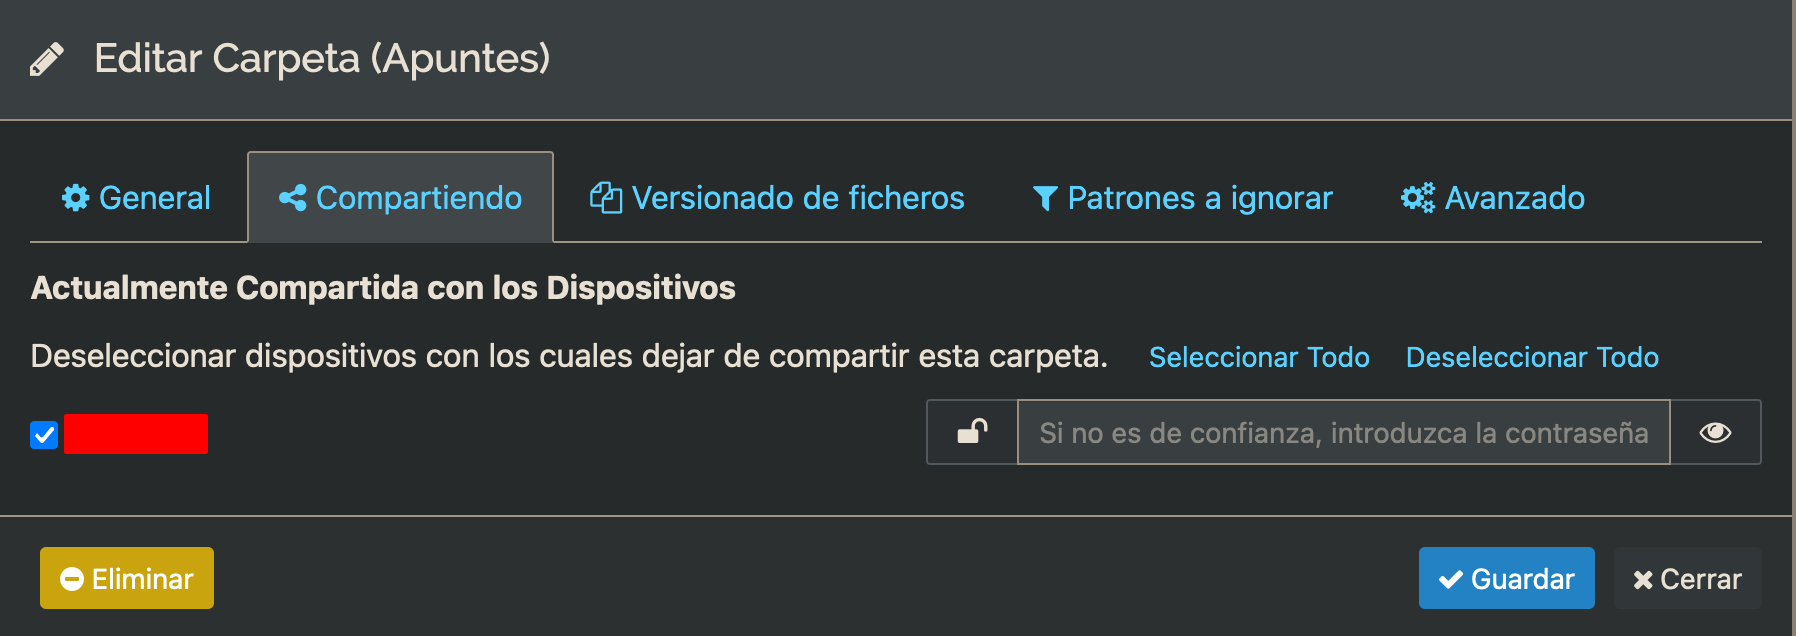 Editar Carpeta (Apuntes)
General Compartiendo Versionado de ficheros Patrones a ignorar Avanzado
Actualmente Compartida con los Dispositivos
Deseleccionar dispositivos con los cuales dejar de compartir esta carpeta. Seleccionar Todo Deseleccionar Todo
Si no es de confianza, introduzca la contraseña
Eliminar Guardar Cerrar